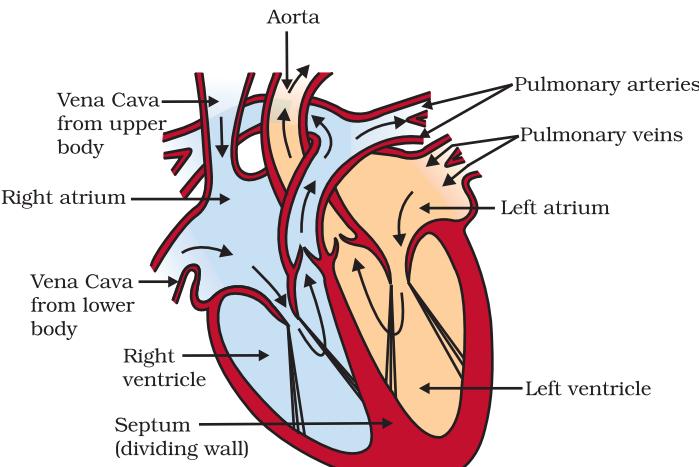 Aorta
Pulmonary arteries
Vena Cava
from upper
body
Pulmonary veins
Right atrium
Left atrium
Vena Cava
from lower
body
Right
ventricle
Left ventricle
Septum
(dividing wall)